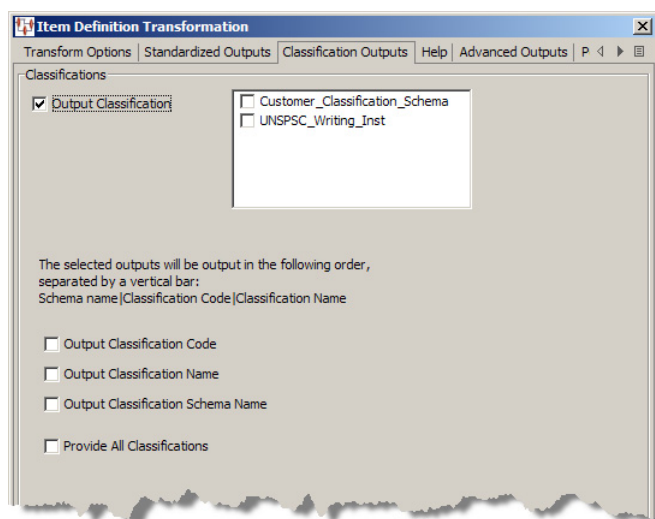 Item Definition Transformation
Transform Options Standardized Outputs Classification Outputs Help Advanced Outputs P
Classifications
Output Classification
Customer_Classification_Schema
UNSPSC_Writing_Inst
The selected outputs will be output in the following order,
separated by a vertical bar:
Schema name|Classification Code|Classification Name
Output Classification Code
Output Classification Name
Output Classification Schema Name
Provide All Classifications